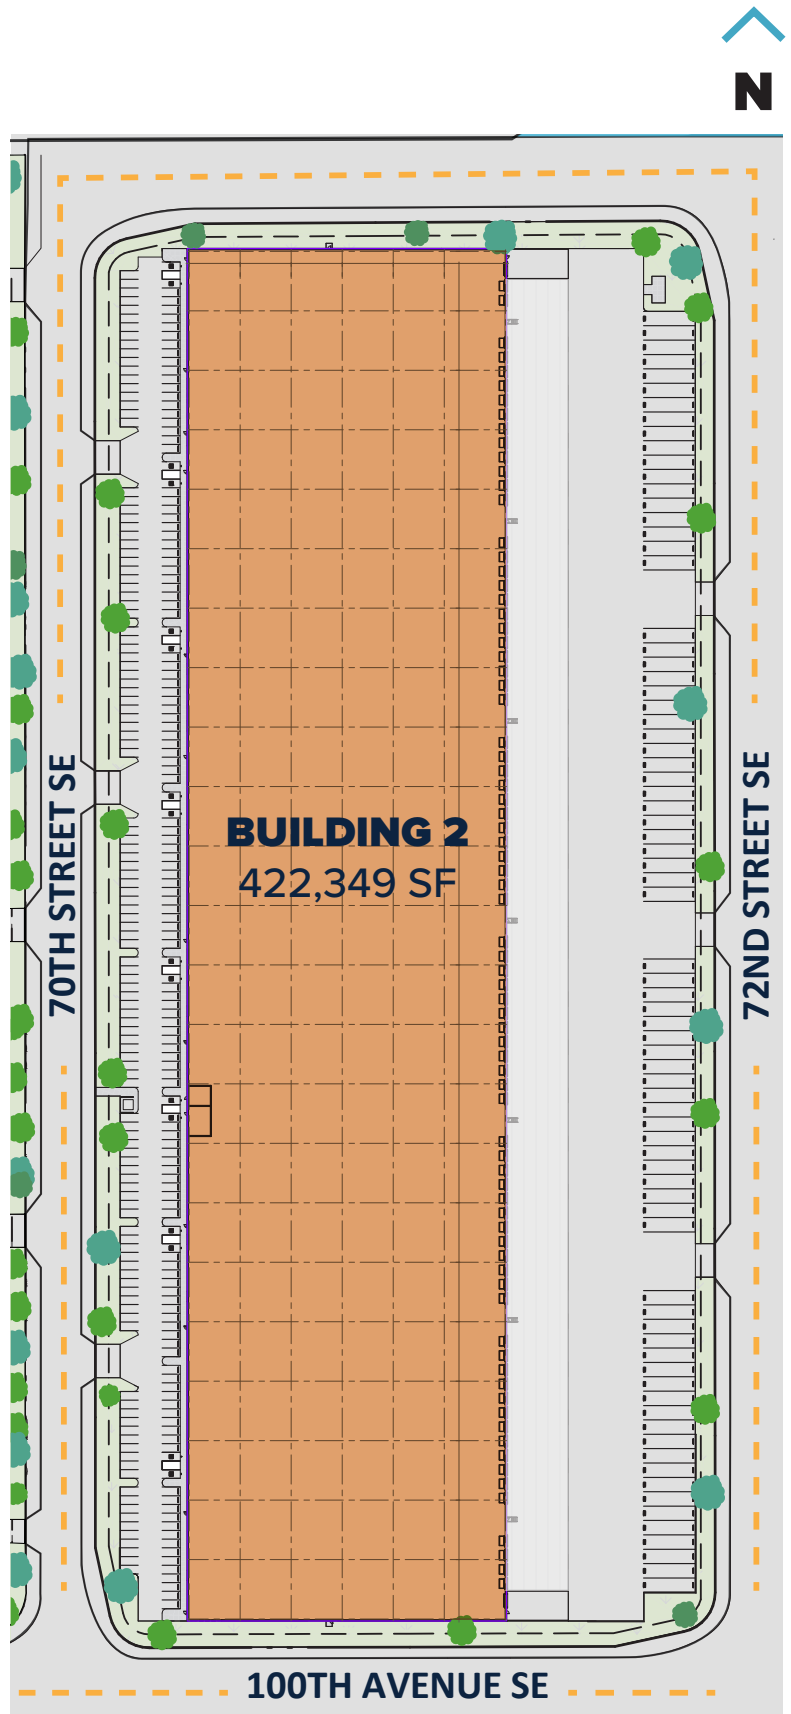 N
BUILDING 2
422,349 SF
70TH STREET SE
72ND STREET SE
100TH AVENUE SE